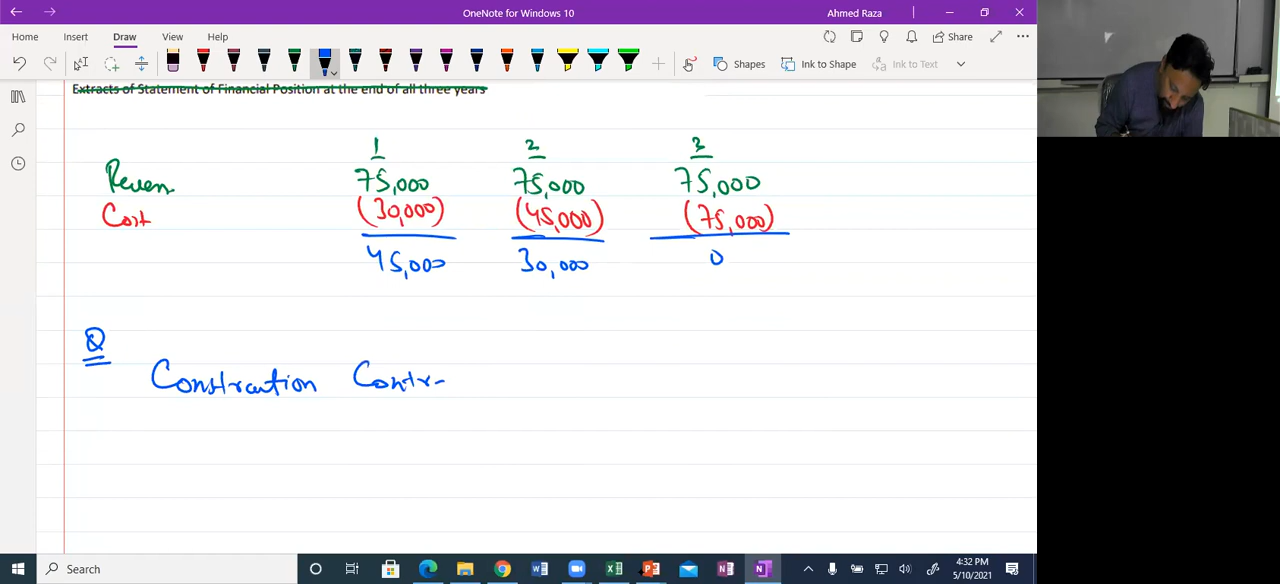 OneNote for Windows 10
Ahmed Raza
Home Insert Draw View Help
Share
Shapes Ink to Shape Ink to Text
Extracts of Statement of Financial Position at the end of all three years
1 2 3
75,000 75,000 75,000
Cost (30,000) (45,000) (75,000)
45,000 30,000 0
Q
Contr
Search
4:32 PM
5/10/2021